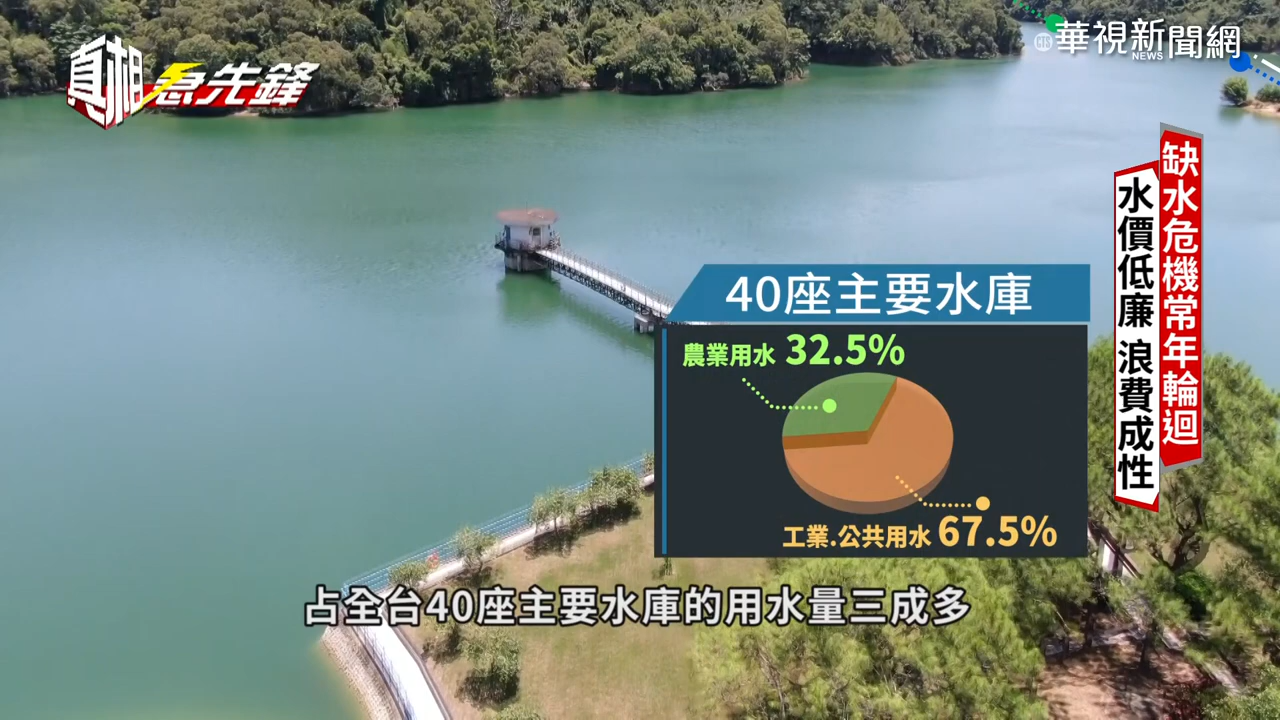 真相急先鋒
CTS
華視新聞網
NEWS
缺水危機常年輪迴
水價低廉 浪費成性
40座主要水庫
農業用水 32.5%
工業.公共用水 67.5%
占全台40座主要水庫的用水量三成多